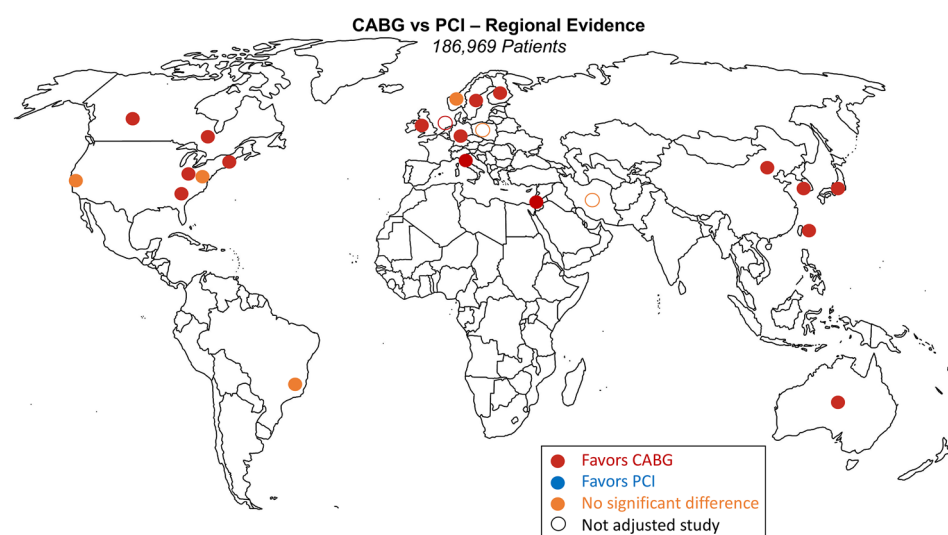 CABG vs PCI – Regional Evidence
186,969 Patients
Favors CABG
Favors PCI
No significant difference
Not adjusted study